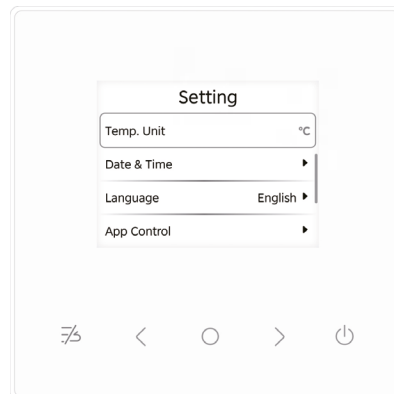 Setting
Temp. Unit °C
Date & Time
Language English
App Control